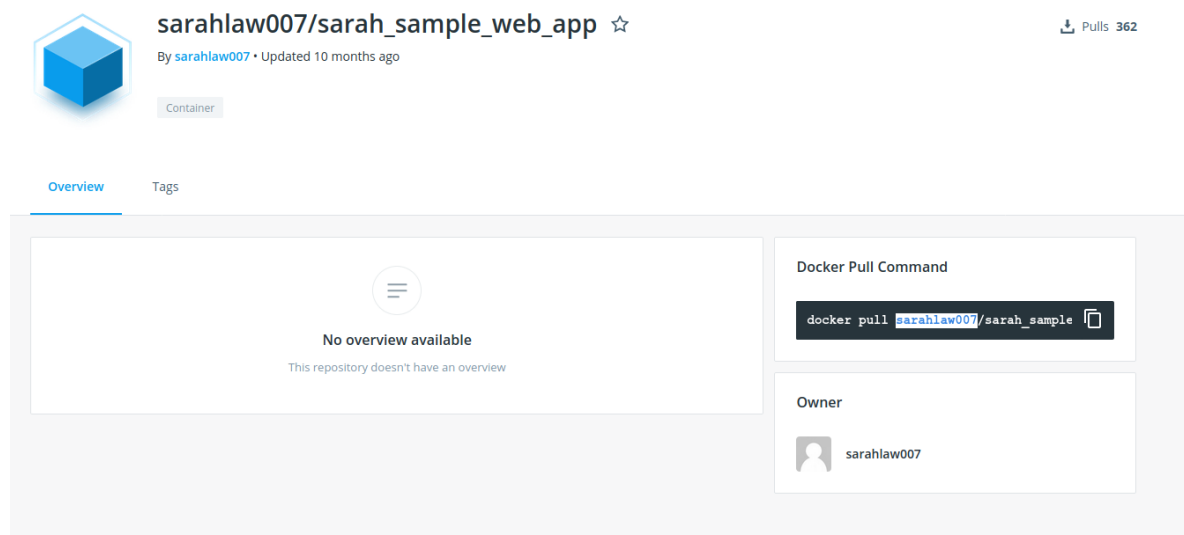 sarahlaw007/sarah_sample_web_app
Pulls 362
By sarahlaw007 • Updated 10 months ago
Container
Overview
Tags
No overview available
This repository doesn't have an overview
Docker Pull Command
docker pull sarahlaw007/sarah_sample
Owner
sarahlaw007